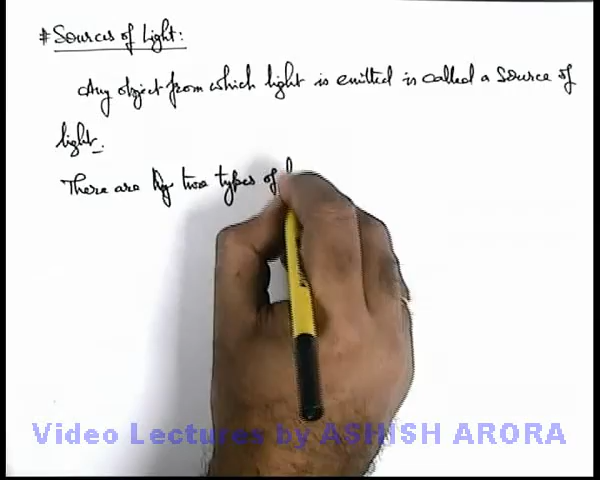 # Sources of Light:
Any object from which light is emitted is called a Source of
light.
There are two types of
Video Lectures by ASHISH ARORA